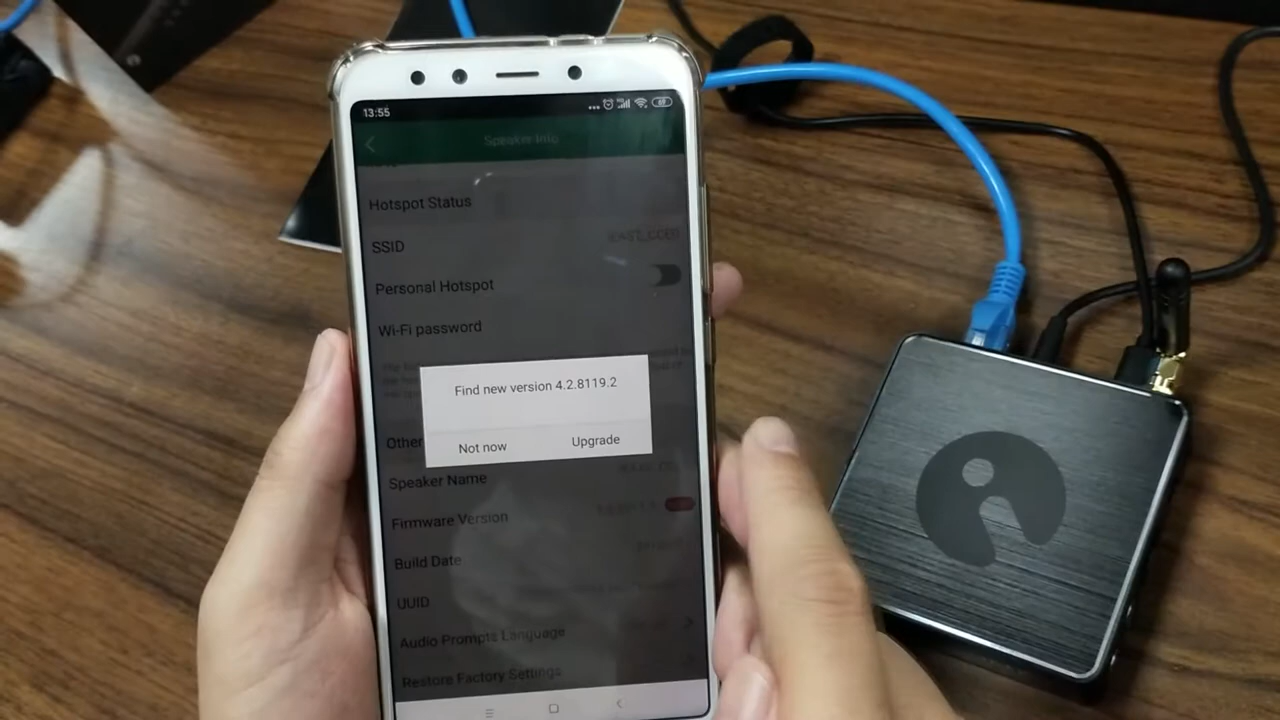 13:55
Speaker Info
Hotspot Status
SSID
Personal Hotspot
Wi-Fi password
Find new version 4.2.8119.2
Not now
Upgrade
Other
Speaker Name
Firmware Version
Build Date
UUID
Audio Prompts Language
Restore Factory Settings